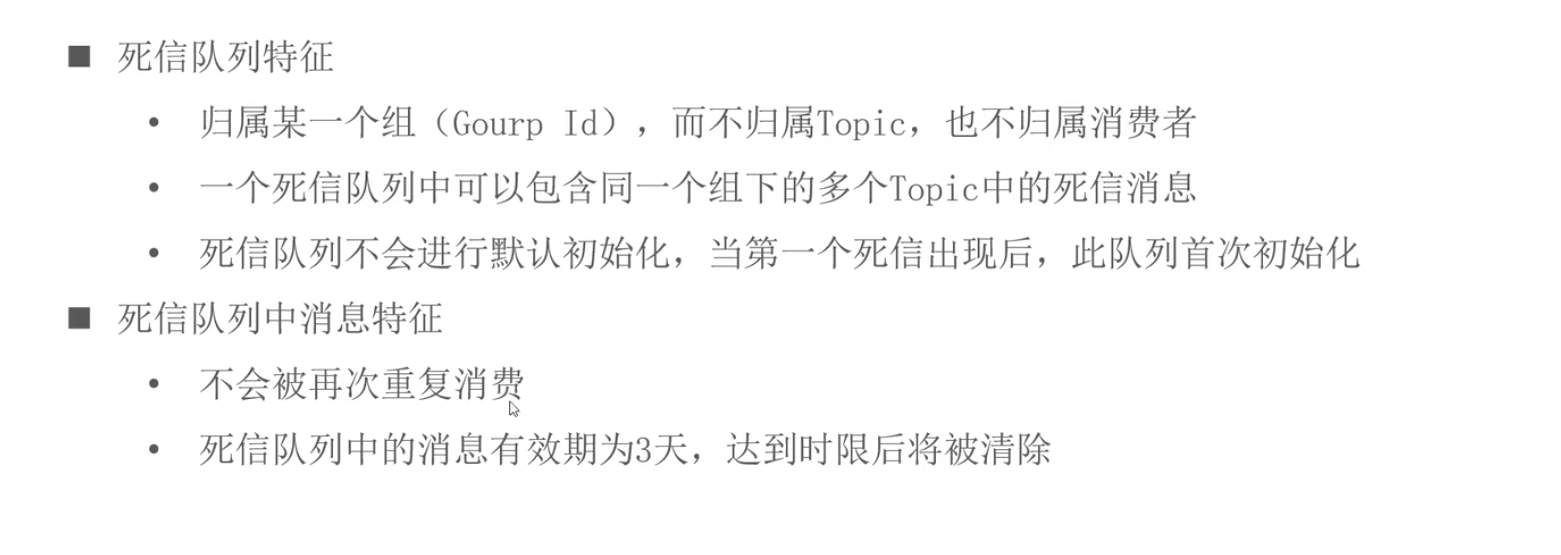 ■ 死信队列特征
• 归属某一个组（Gourp Id），而不归属Topic，也不归属消费者
• 一个死信队列中可以包含同一个组下的多个Topic中的死信消息
• 死信队列不会进行默认初始化，当第一个死信出现后，此队列首次初始化
■ 死信队列中消息特征
• 不会被再次重复消费
• 死信队列中的消息有效期为3天，达到时限后将被清除